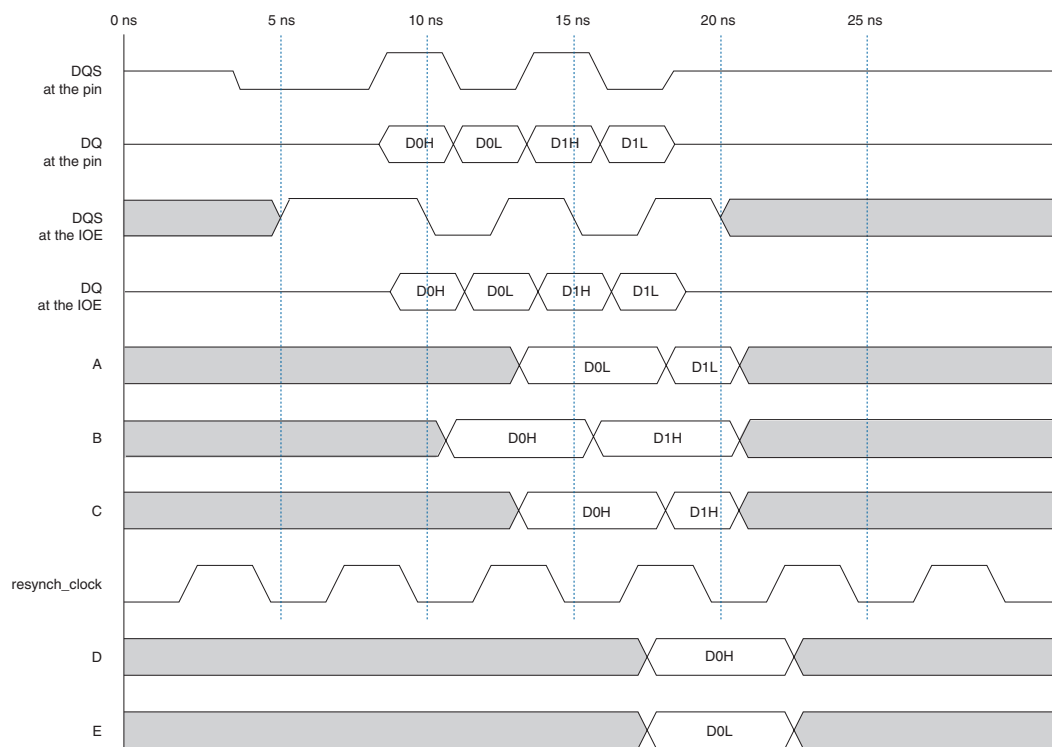 0 ns 5 ns 10 ns 15 ns 20 ns 25 ns
DQS
at the pin
DQ
at the pin
D0H D0L D1H D1L
DQS
at the IOE
DQ
at the IOE
D0H D0L D1H D1L
A D0L D1L
B D0H D1H
C D0H D1H
resynch_clock
D D0H
E D0L